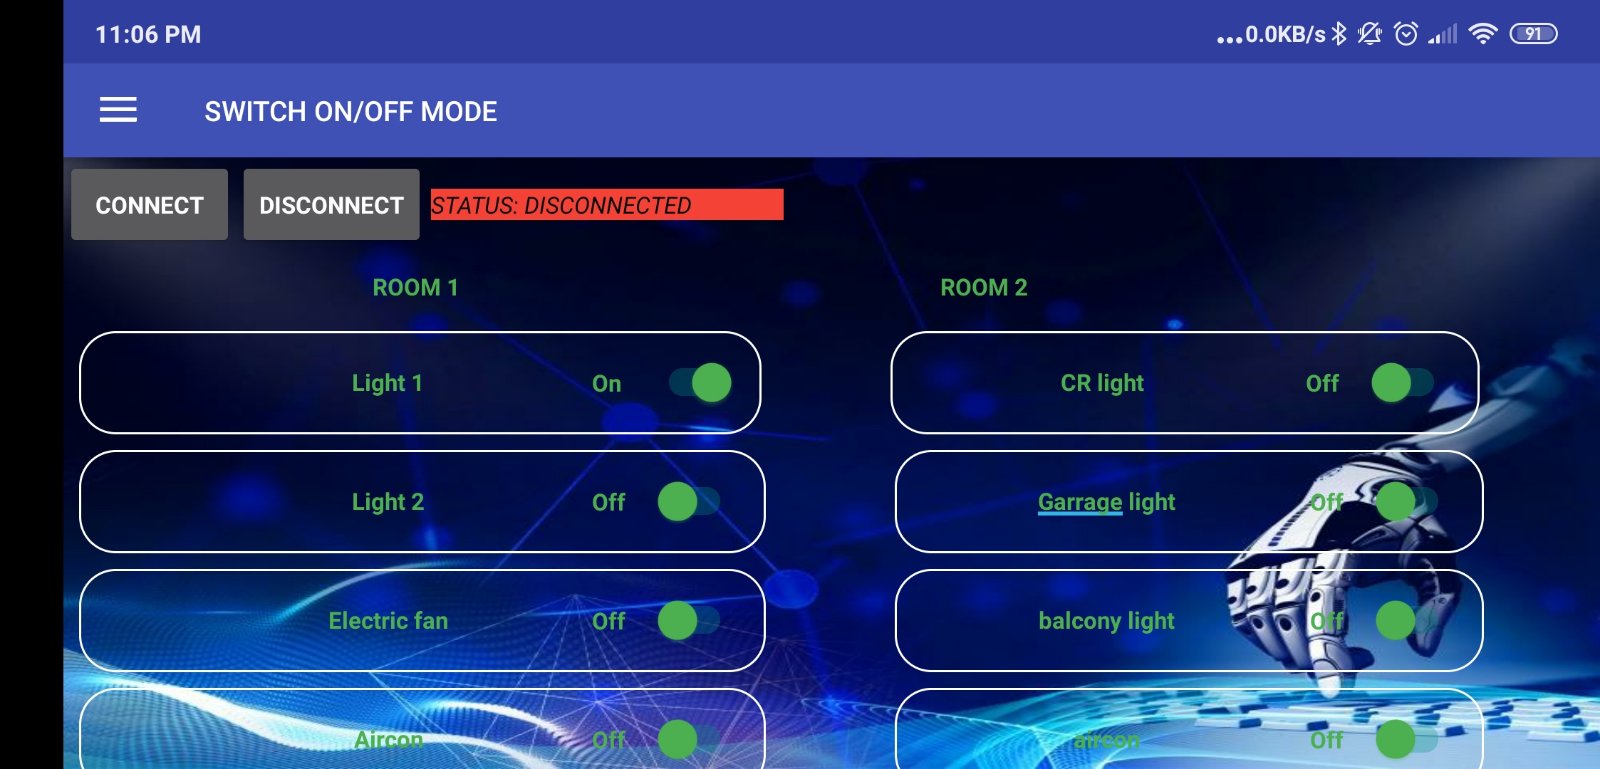 11:06 PM
...0.0KB/s 91
SWITCH ON/OFF MODE
CONNECT DISCONNECT STATUS: DISCONNECTED
ROOM 1 ROOM 2
Light 1 On CR light Off
Light 2 Off Garrage light Off
Electric fan Off balcony light Off
Aircon Off aircon Off